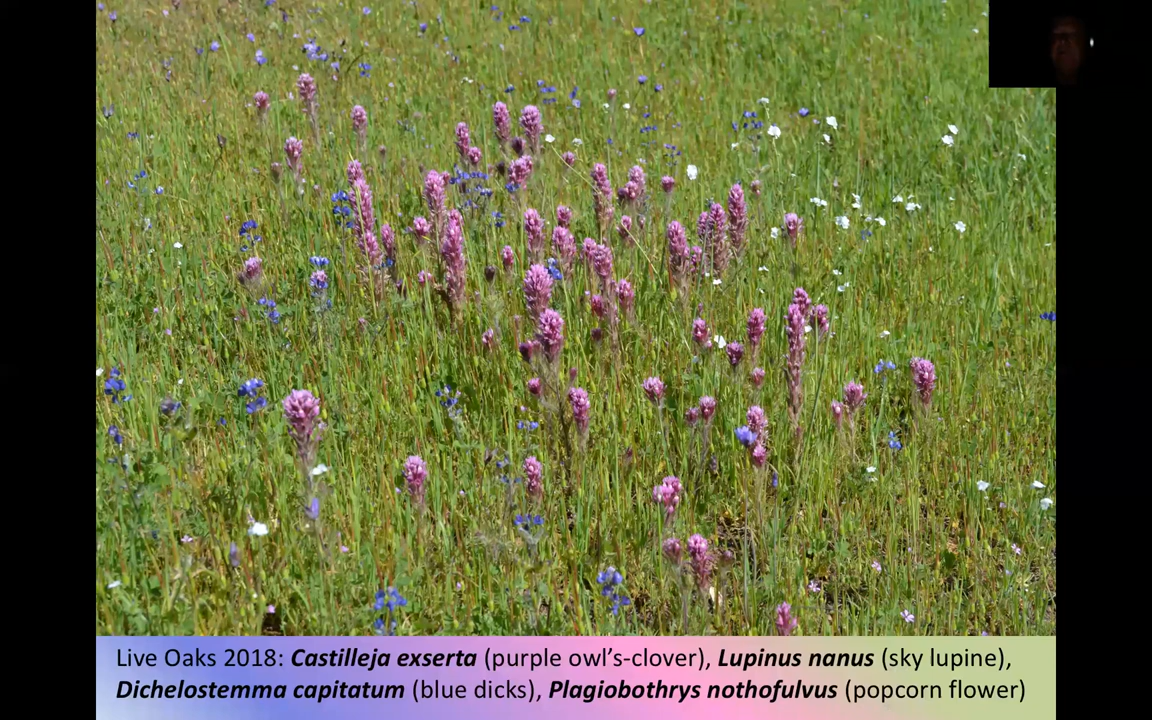 Live Oaks 2018: Castilleja exserta (purple owl’s-clover), Lupinus nanus (sky lupine),
Dichelostemma capitatum (blue dicks), Plagiobothrys nothofulvus (popcorn flower)